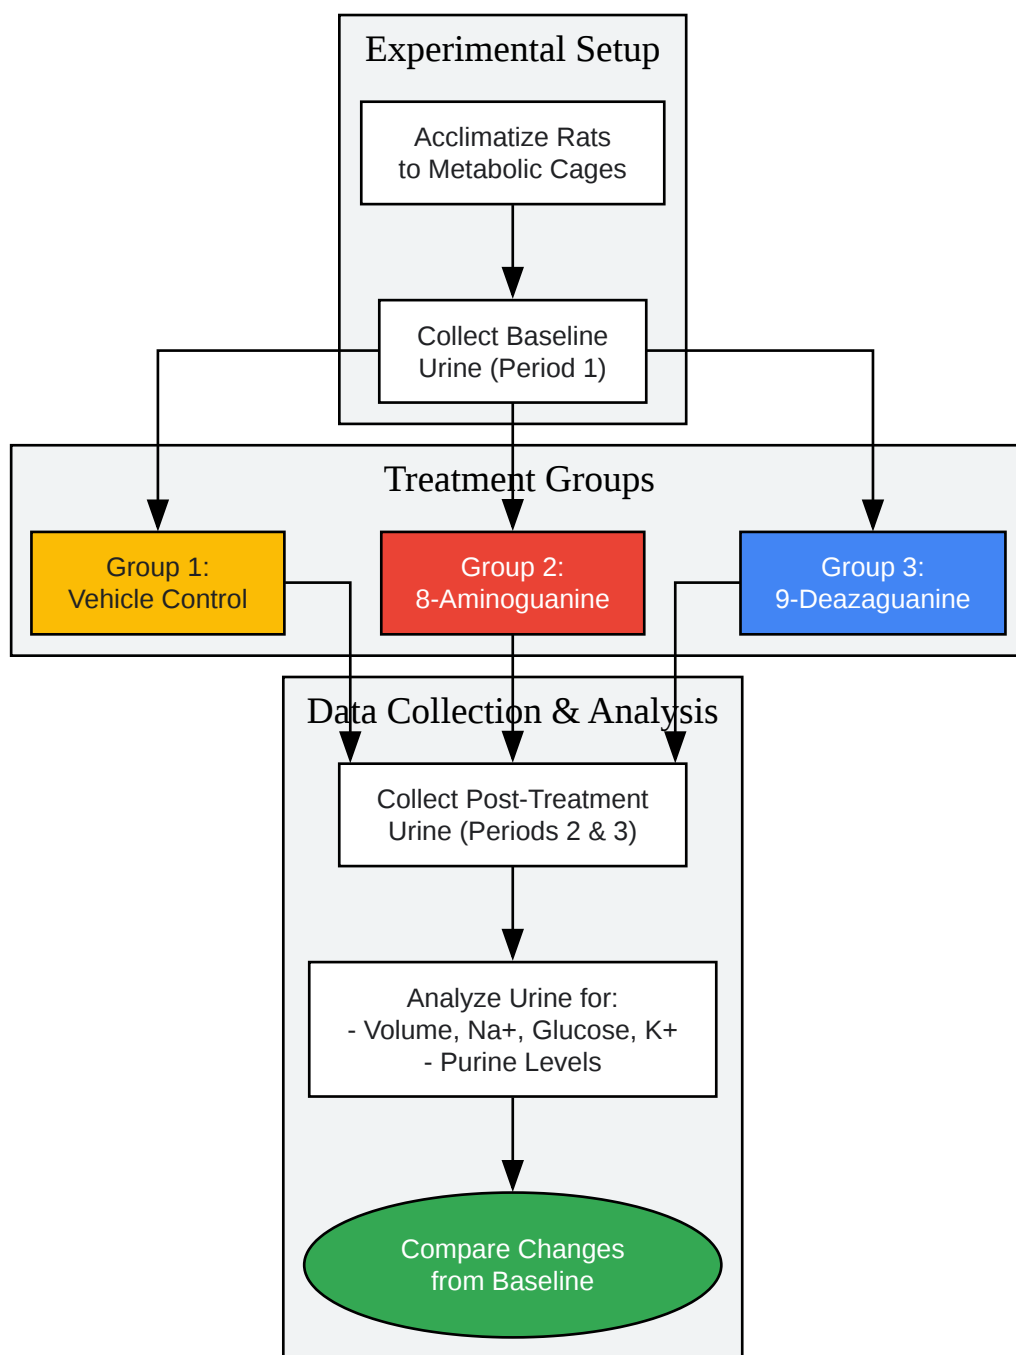 Experimental Setup
Acclimatize Rats
to Metabolic Cages
Collect Baseline
Urine (Period 1)
Treatment Groups
Group 1:
Vehicle Control
Group 2:
8-Aminoguanine
Group 3:
9-Deazaguanine
Data Collection & Analysis
Collect Post-Treatment
Urine (Periods 2 & 3)
Analyze Urine for:
- Volume, Na+, Glucose, K+
- Purine Levels
Compare Changes
from Baseline